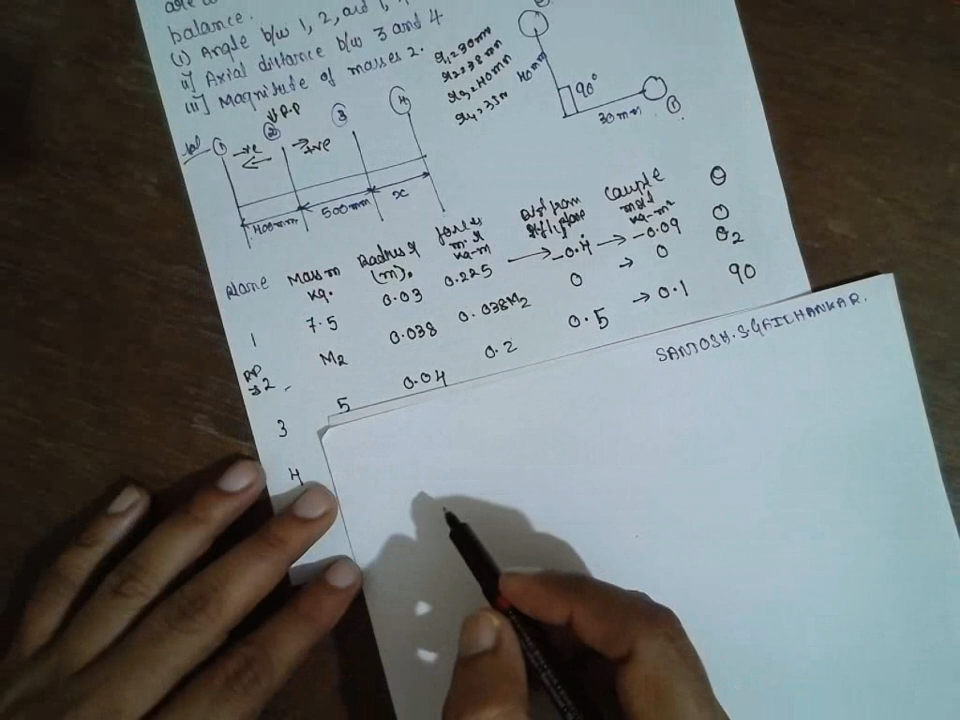 balance.
(i) Angle b/w 1, 2, and 1,
ii] Axial distance b/w 3 and 4
iii] Magnitude of masses 2.
r1=30mm
r2=38mm
r3=40mm
40mm
90°
30mm
1
R.P
1
2
3
4
-ve
+ve
400mm
500mm
x
Plane
Mass m
kg.
Radius r
(m).
Force
m.r
kg-m
Dist from
Ref. plane
Couple
kg-m²
θ
1
7.5
0.03
0.225
-0.4
-0.09
0
RP
2
M2
0.038
0.038M2
0
0
θ2
3
5
0.04
0.2
0.5
0.1
90
4
SANTOSH.S.GAICHANKAR.